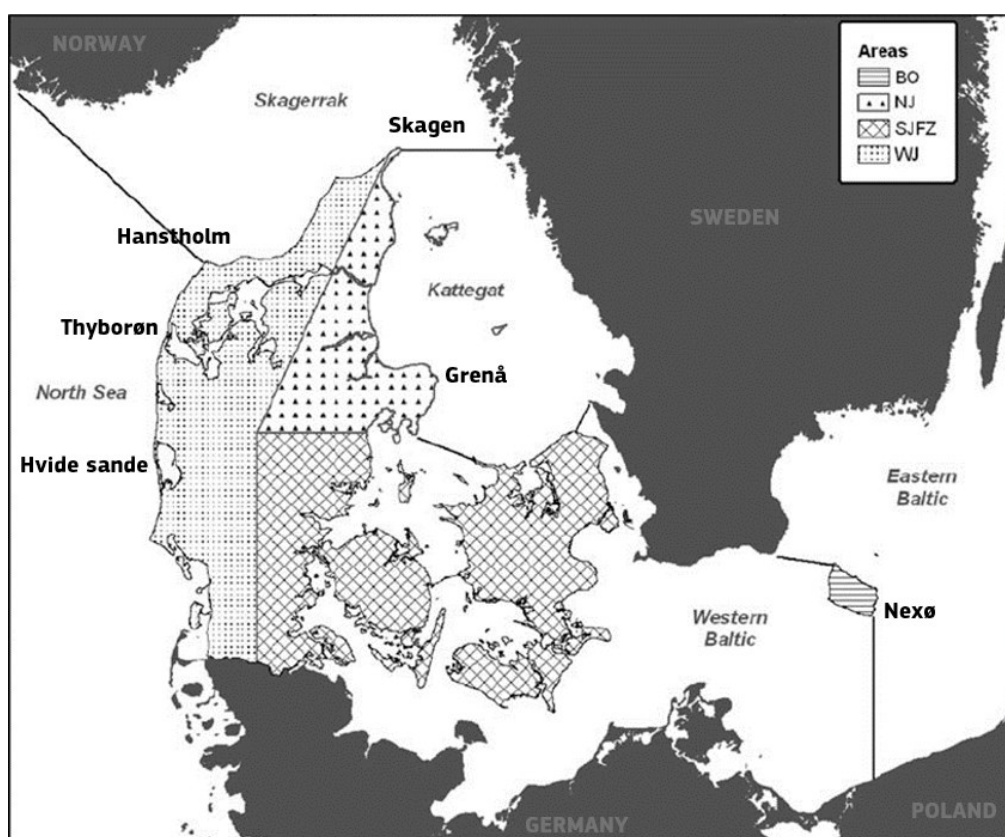 NORWAY
Skagerrak
Skagen
Areas
BO
NJ
SJFZ
WJ
SWEDEN
Hanstholm
Kattegat
Thyborøn
North Sea
Grenå
Hvide sande
Eastern
Baltic
Western
Baltic
Nexø
GERMANY
POLAND